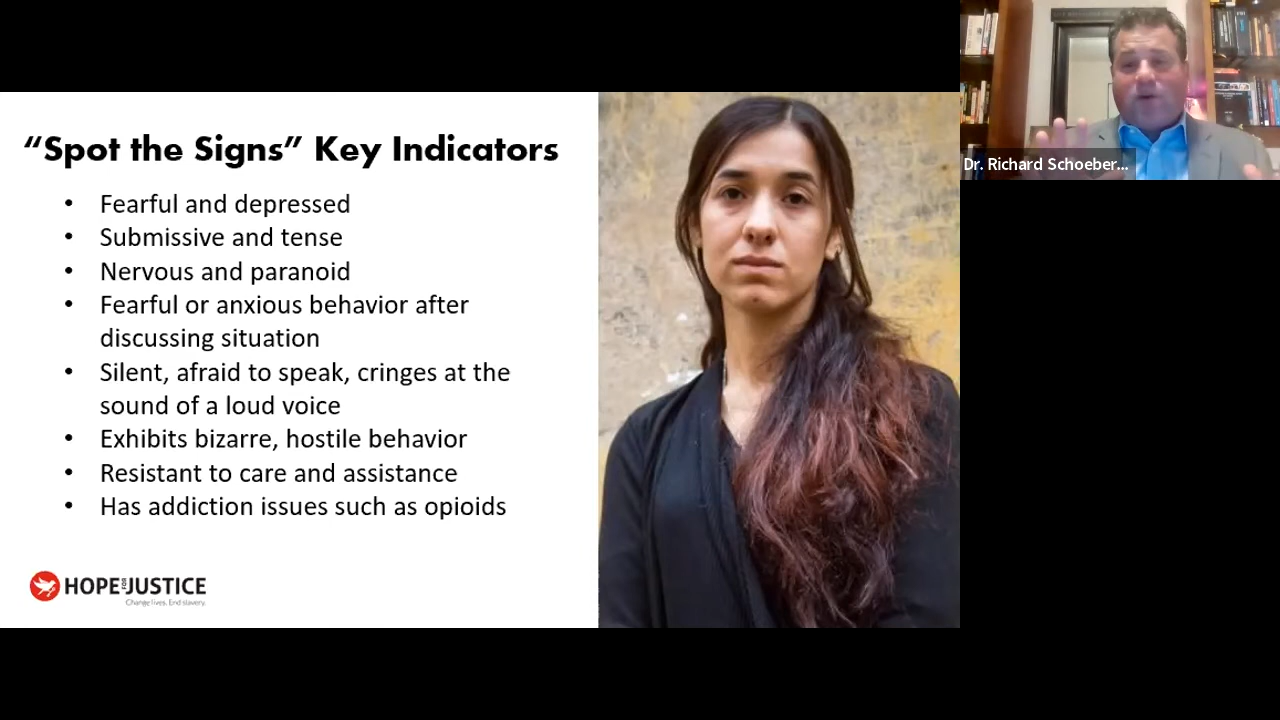 “Spot the Signs” Key Indicators
• Fearful and depressed
• Submissive and tense
• Nervous and paranoid
• Fearful or anxious behavior after
discussing situation
• Silent, afraid to speak, cringes at the
sound of a loud voice
• Exhibits bizarre, hostile behavior
• Resistant to care and assistance
• Has addiction issues such as opioids
HOPE FOR JUSTICE
Change lives. End slavery.
Dr. Richard Schoeber...